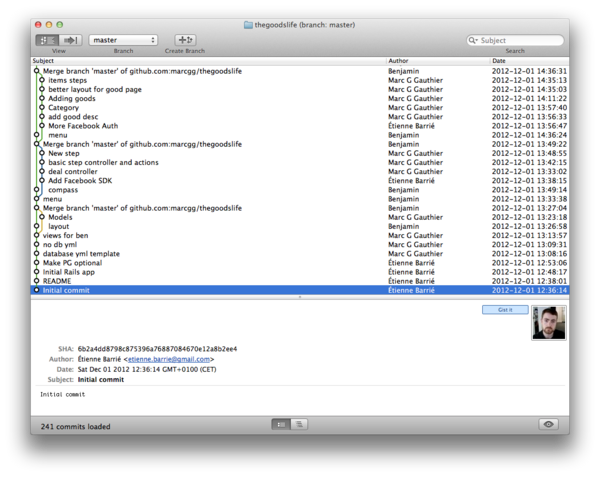 thegoodslife (branch: master)
master
Subject
View
Branch
Create Branch
Search
Subject Author Date
Merge branch 'master' of github.com:marcgg/thegoodslife Benjamin 2012-12-01 14:36:31
items steps Marc G Gauthier 2012-12-01 14:35:13
better layout for good page Marc G Gauthier 2012-12-01 14:35:03
Adding goods Marc G Gauthier 2012-12-01 14:11:22
Category Marc G Gauthier 2012-12-01 13:57:40
add good desc Marc G Gauthier 2012-12-01 13:56:33
More Facebook Auth Étienne Barrié 2012-12-01 13:56:47
menu Benjamin 2012-12-01 14:36:24
Merge branch 'master' of github.com:marcgg/thegoodslife Benjamin 2012-12-01 13:49:22
New step Marc G Gauthier 2012-12-01 13:48:55
basic step controller and actions Marc G Gauthier 2012-12-01 13:42:15
deal controller Marc G Gauthier 2012-12-01 13:33:02
Add Facebook SDK Étienne Barrié 2012-12-01 13:38:15
compass Benjamin 2012-12-01 13:49:14
menu Benjamin 2012-12-01 13:33:38
Merge branch 'master' of github.com:marcgg/thegoodslife Benjamin 2012-12-01 13:27:04
Models Marc G Gauthier 2012-12-01 13:23:18
layout Benjamin 2012-12-01 13:26:58
views for ben Marc G Gauthier 2012-12-01 13:13:57
no db yml Marc G Gauthier 2012-12-01 13:09:31
database yml template Marc G Gauthier 2012-12-01 13:08:16
Make PG optional Étienne Barrié 2012-12-01 12:53:06
Initial Rails app Étienne Barrié 2012-12-01 12:48:17
README Étienne Barrié 2012-12-01 12:38:01
Initial commit Étienne Barrié 2012-12-01 12:36:14
Gist it
SHA: 6b2a4dd8798c875396a76887084670e12a8b2ee4
Author: Étienne Barrié <etienne.barrie@gmail.com>
Date: Sat Dec 01 2012 12:36:14 GMT+0100 (CET)
Subject: Initial commit
Initial commit
241 commits loaded